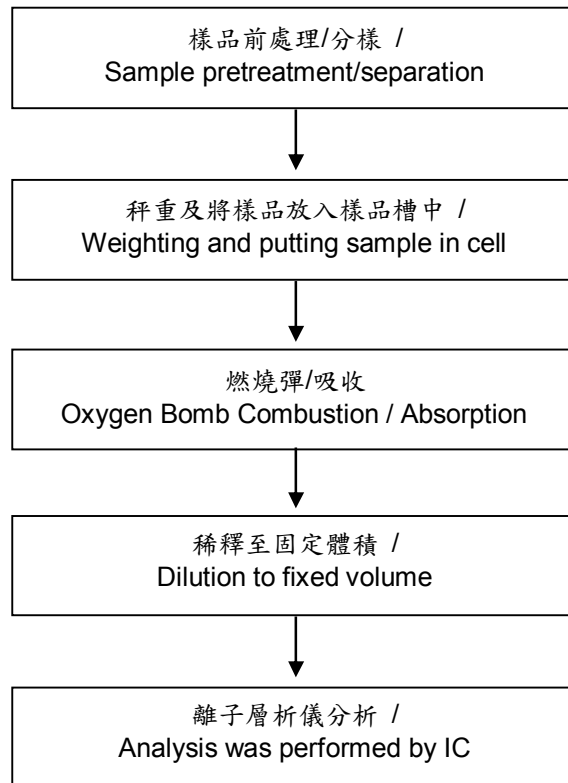 樣品前處理/分樣 /
Sample pretreatment/separation
秤重及將樣品放入樣品槽中 /
Weighting and putting sample in cell
燃燒彈/吸收
Oxygen Bomb Combustion / Absorption
稀釋至固定體積 /
Dilution to fixed volume
離子層析儀分析 /
Analysis was performed by IC